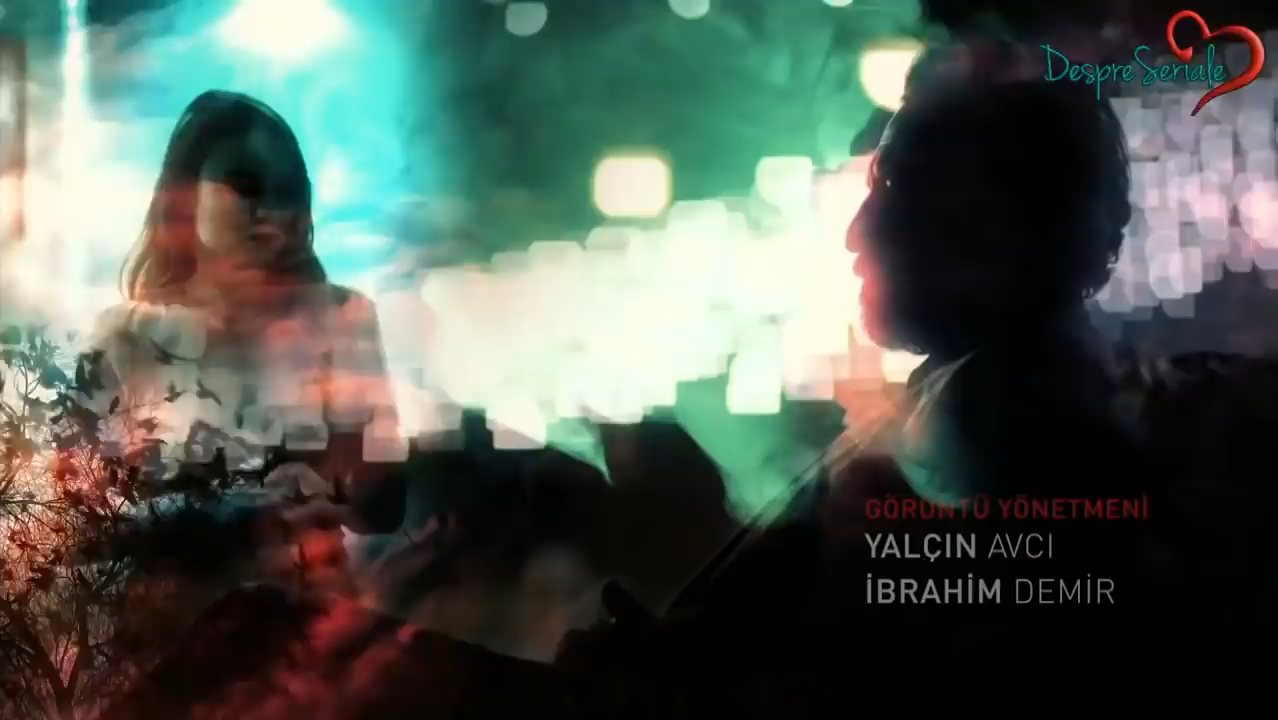 Despre Seriale
GÖRÜNTÜ YÖNETMENİ
YALÇIN AVCI
İBRAHİM DEMİR